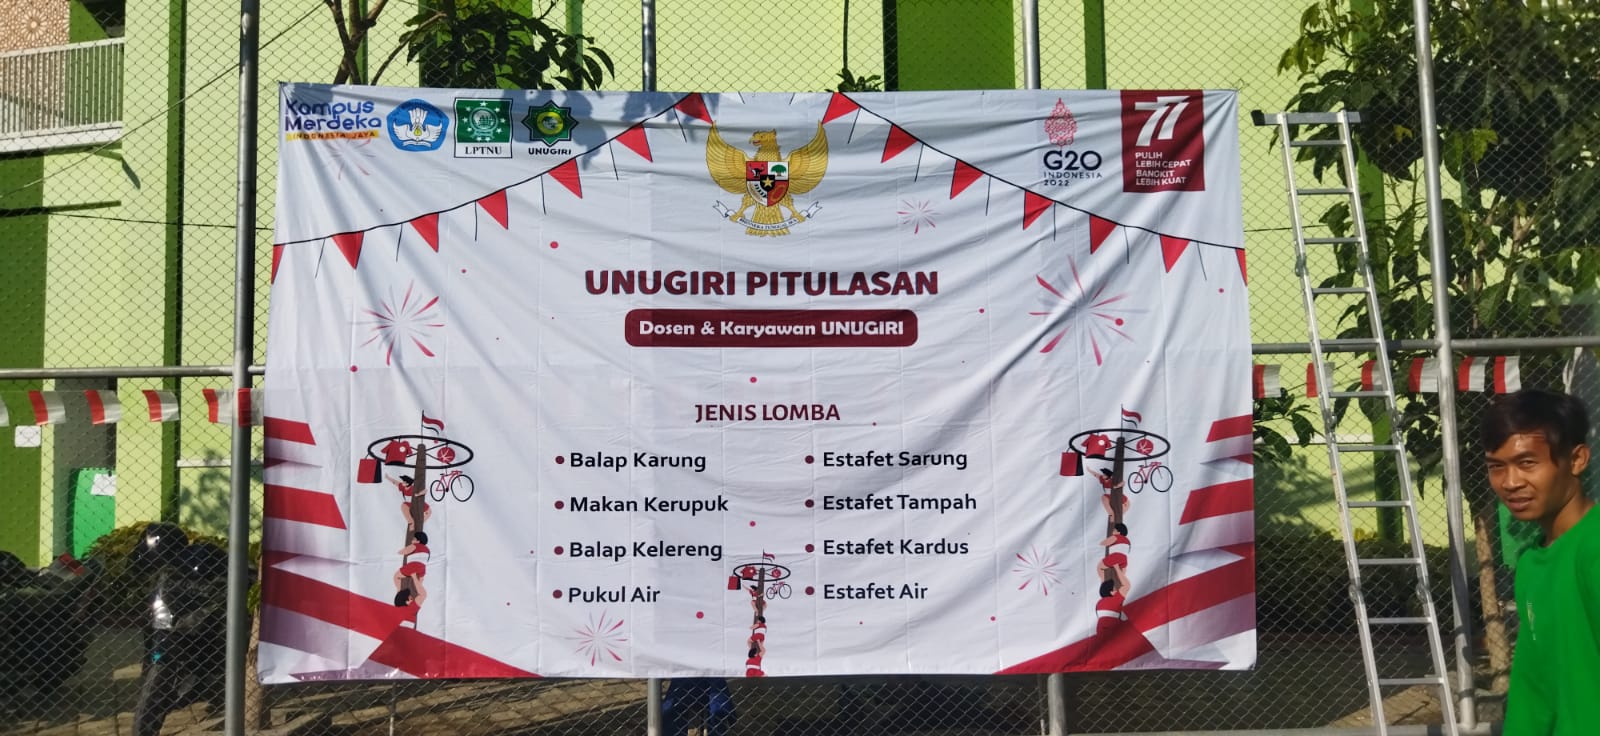 Kampus
Merdeka
INDONESIA JAYA
LPTNU
UNUGIRI
G20
INDONESIA
2022
77
PULIH
LEBIH CEPAT
BANGKIT
LEBIH KUAT
UNUGIRI PITULASAN
Dosen & Karyawan UNUGIRI
JENIS LOMBA
• Balap Karung
• Makan Kerupuk
• Balap Kelereng
• Pukul Air
• Estafet Sarung
• Estafet Tampah
• Estafet Kardus
• Estafet Air